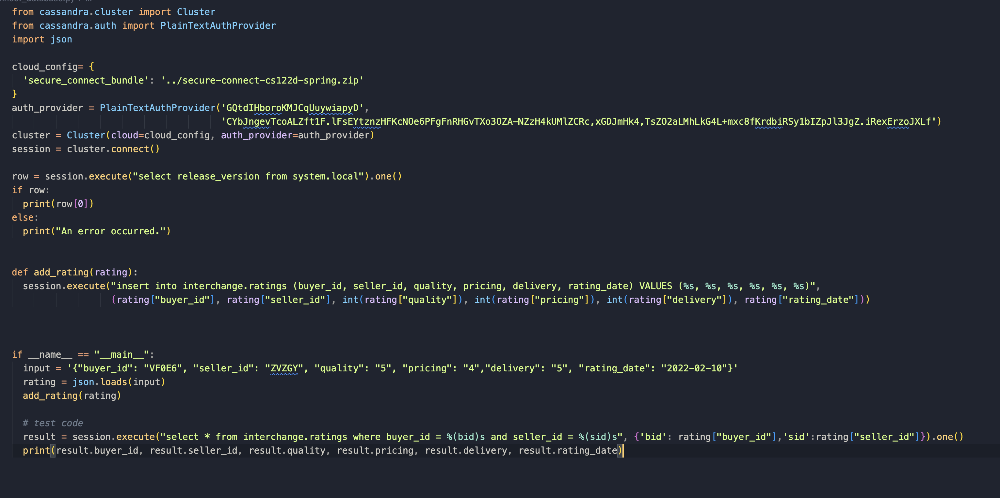 from cassandra.cluster import Cluster
from cassandra.auth import PlainTextAuthProvider
import json
cloud_config= {
  'secure_connect_bundle': '../secure-connect-cs122d-spring.zip'
}
auth_provider = PlainTextAuthProvider('GQtdIHboroKMJCqUuywiapyD',
                                      'CYbJngevTcoALZft1F.lFsEYtznzHFKcNOe6PFgFnRHGvTXo3OZA-NZzH4kUMlZCRc,xGDJmHk4,TsZO2aLMhLkG4L+mxc8fKrdbiRSy1bIZpJl3JgZ.iRexErzoJXLf')
cluster = Cluster(cloud=cloud_config, auth_provider=auth_provider)
session = cluster.connect()
row = session.execute("select release_version from system.local").one()
if row:
  print(row[0])
else:
  print("An error occurred.")
def add_rating(rating):
  session.execute("insert into interchange.ratings (buyer_id, seller_id, quality, pricing, delivery, rating_date) VALUES (%s, %s, %s, %s, %s, %s)",
                  (rating["buyer_id"], rating["seller_id"], int(rating["quality"]), int(rating["pricing"]), int(rating["delivery"]), rating["rating_date"]))
if __name__ == "__main__":
  input = '{"buyer_id": "VF0E6", "seller_id": "ZVZGY", "quality": "5", "pricing": "4","delivery": "5", "rating_date": "2022-02-10"}'
  rating = json.loads(input)
  add_rating(rating)
  # test code
  result = session.execute("select * from interchange.ratings where buyer_id = %(bid)s and seller_id = %(sid)s", {'bid': rating["buyer_id"],'sid':rating["seller_id"]}).one()
  print(result.buyer_id, result.seller_id, result.quality, result.pricing, result.delivery, result.rating_date)